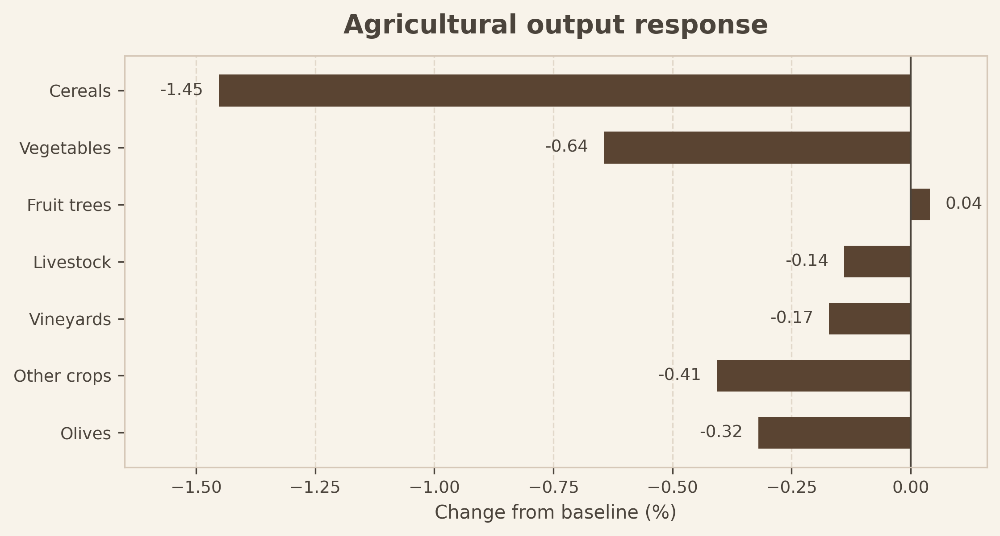 Agricultural output response
Cereals
-1.45
Vegetables
-0.64
Fruit trees
0.04
Livestock
-0.14
Vineyards
-0.17
Other crops
-0.41
Olives
-0.32
−1.50 −1.25 −1.00 −0.75 −0.50 −0.25 0.00
Change from baseline (%)